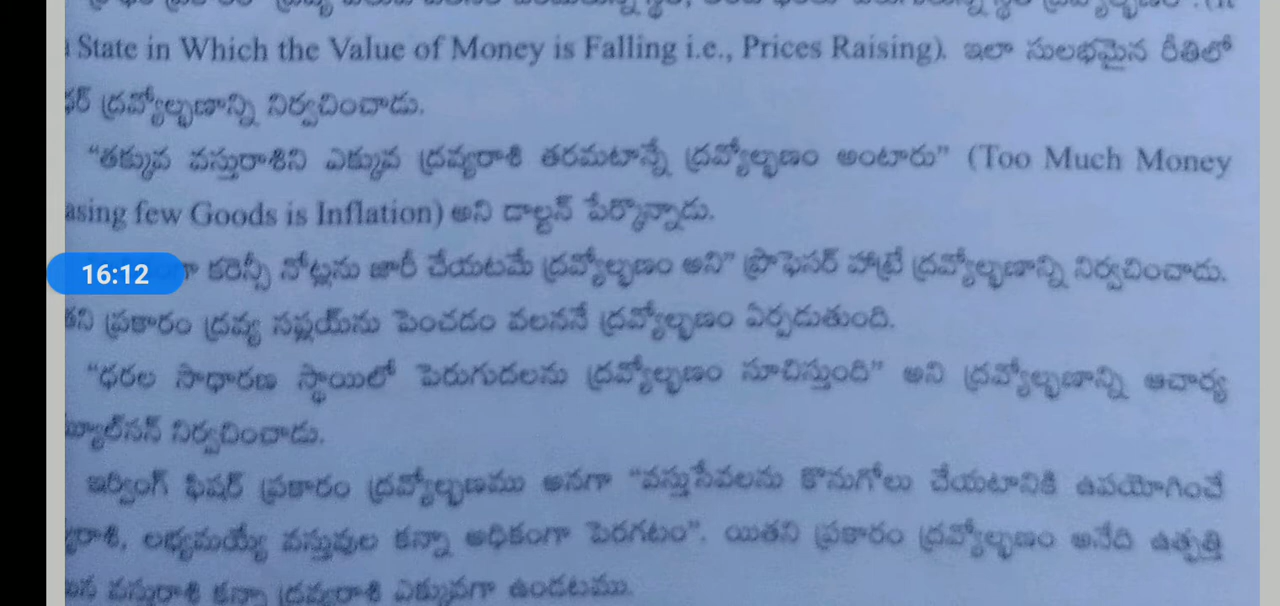 State in Which the Value of Money is Falling i.e., Prices Raising). ఇలా సులభమైన రీతిలో
ద్రవ్యోల్బణాన్ని నిర్వచించాడు.
“తక్కువ వస్తురాశిని ఎక్కువ ద్రవ్యరాశి తరమటాన్నే ద్రవ్యోల్బణం అంటారు” (Too Much Money
asing few Goods is Inflation) అని డాల్టన్ పేర్కొన్నాడు.
16:12 గా కరెన్సీ నోట్లను జారీ చేయటమే ద్రవ్యోల్బణం అని” ప్రొఫెసర్ హాట్రే ద్రవ్యోల్బణాన్ని నిర్వచించాడు.
ప్రకారం ద్రవ్య సప్లయ్‌ను పెంచడం వలననే ద్రవ్యోల్బణం ఏర్పడుతుంది.
“ధరల సాధారణ స్థాయిలో పెరుగుదలను ద్రవ్యోల్బణం సూచిస్తుంది” అని ద్రవ్యోల్బణాన్ని ఆచార్య
నిర్వచించాడు.
ఇర్వింగ్ ఫిషర్ ప్రకారం ద్రవ్యోల్బణము అనగా “వస్తుసేవలను కొనుగోలు చేయటానికి ఉపయోగించే
రాశి, లభ్యమయ్యే వస్తువుల కన్నా అధికంగా పెరగటం”. యితని ప్రకారం ద్రవ్యోల్బణం అనేది ఉత్పత్తి
వస్తురాశి కన్నా ద్రవ్యరాశి ఎక్కువగా ఉండటము.